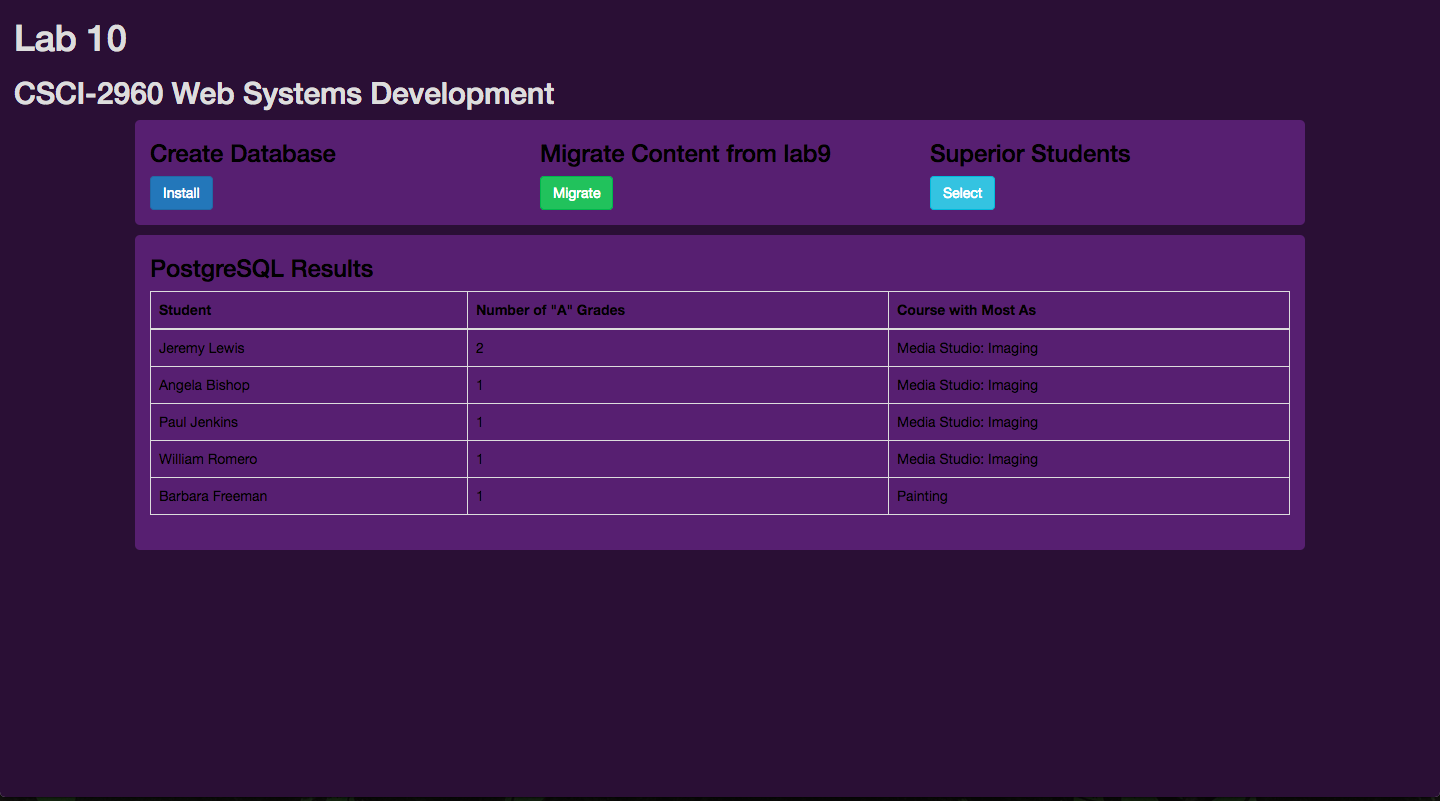 Lab 10
CSCI-2960 Web Systems Development
Create Database Migrate Content from lab9 Superior Students
Install Migrate Select
PostgreSQL Results
Student Number of "A" Grades Course with Most As
Jeremy Lewis 2 Media Studio: Imaging
Angela Bishop 1 Media Studio: Imaging
Paul Jenkins 1 Media Studio: Imaging
William Romero 1 Media Studio: Imaging
Barbara Freeman 1 Painting